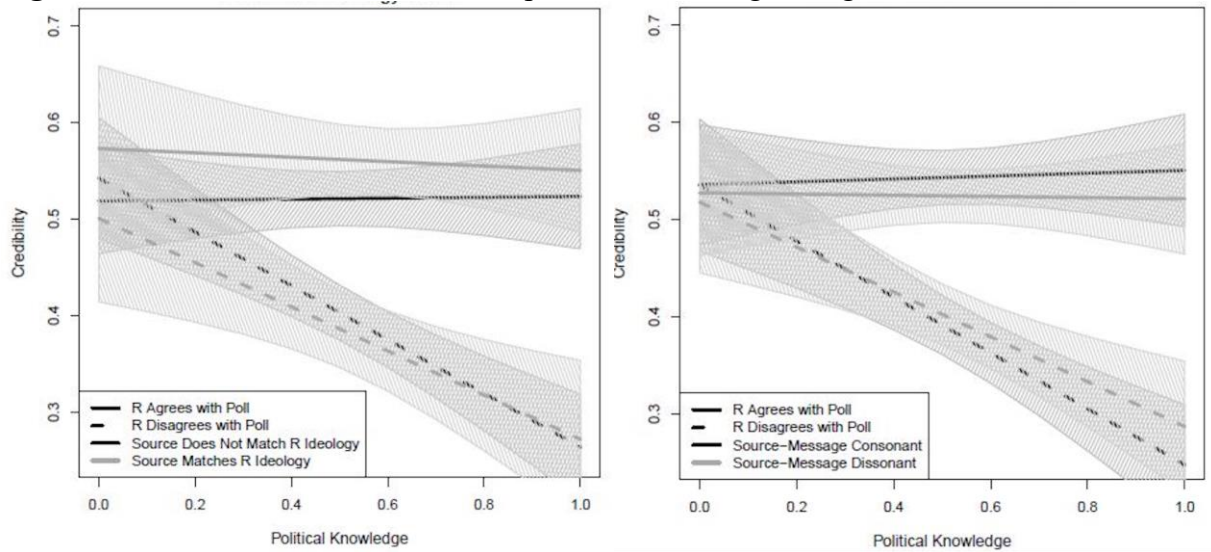 0.7
0.6
0.5
0.4
0.3
Credibility
R Agrees with Poll
R Disagrees with Poll
Source Does Not Match R Ideology
Source Matches R Ideology
0.0 0.2 0.4 0.6 0.8 1.0
Political Knowledge
0.7
0.6
0.5
0.4
0.3
Credibility
R Agrees with Poll
R Disagrees with Poll
Source-Message Consonant
Source-Message Dissonant
0.0 0.2 0.4 0.6 0.8 1.0
Political Knowledge